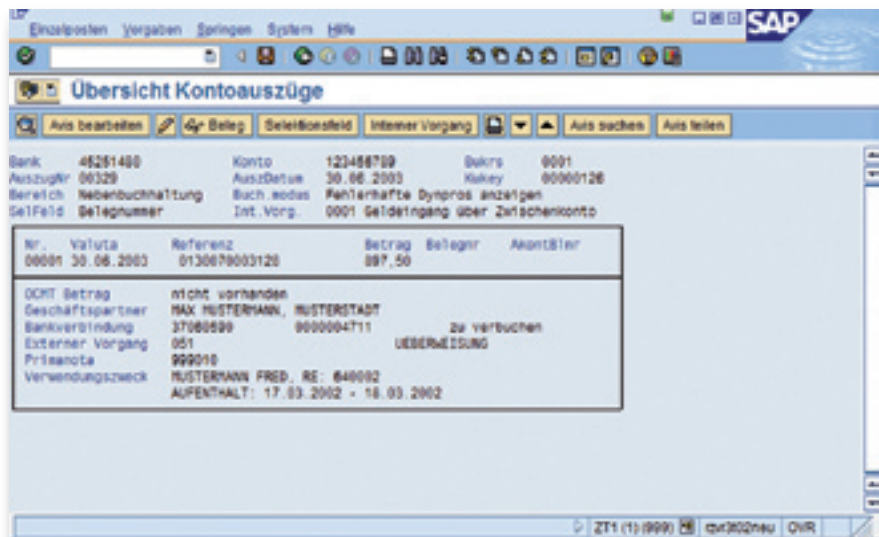 Einzelposten Vorgaben Springen System Hilfe
SAP
Übersicht Kontoauszüge
Avis bearbeiten Beleg Selektionsfeld Interner Vorgang Avis suchen Avis teilen
Bank 45251480 Konto 123456789 Bukrs 0001
AuszugNr 00329 AuszDatum 30.06.2003 Kukey 00000126
Bereich Nebenbuchhaltung Buch.modus Fehlerhafte Dynpros anzeigen
SelFeld Belegnummer Int.Vorg. 0001 Geldeingang über Zwischenkonto
Nr. Valuta Referenz Betrag Belegnr AkontBlnr
00001 30.06.2003 0130870003128 897,50
OCMT Betrag nicht vorhanden
Geschäftspartner MAX MUSTERMANN, MUSTERSTADT
Bankverbindung 37060590 0000004711 zu verbuchen
Externer Vorgang 051 UEBERWEISUNG
Primanota 999010
Verwendungszweck MUSTERMANN FRED, RE: 640002
AUFENTHALT: 17.03.2002 - 18.03.2002
ZT1 (1) (999) OVR